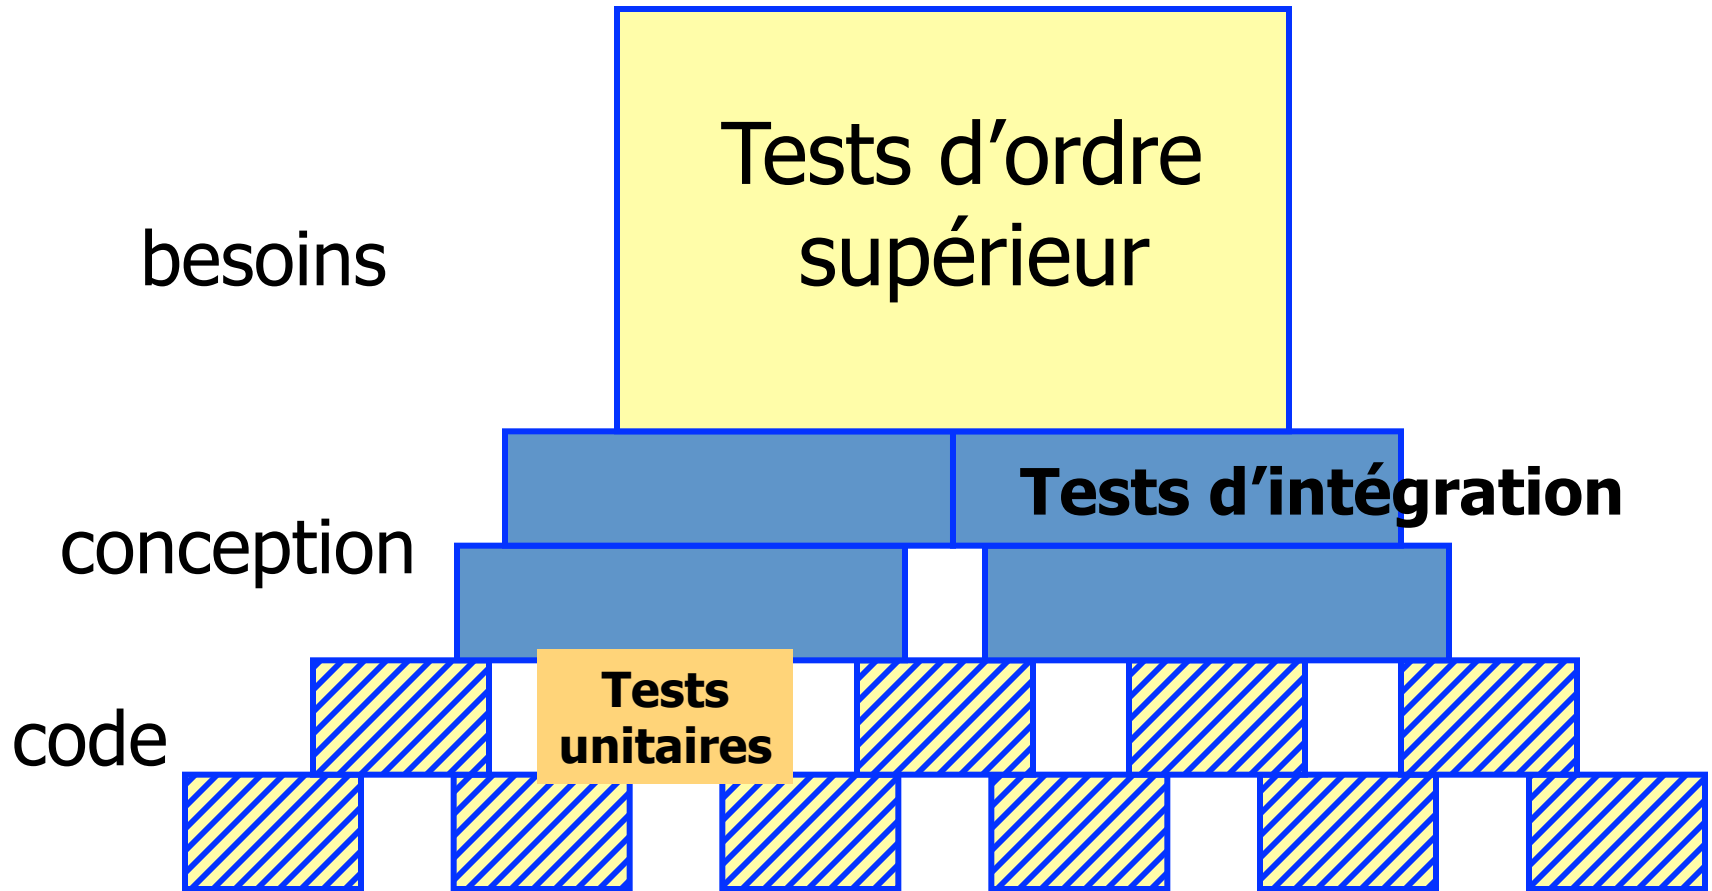 Tests d’ordre
supérieur
besoins
Tests d’intégration
conception
Tests
unitaires
code